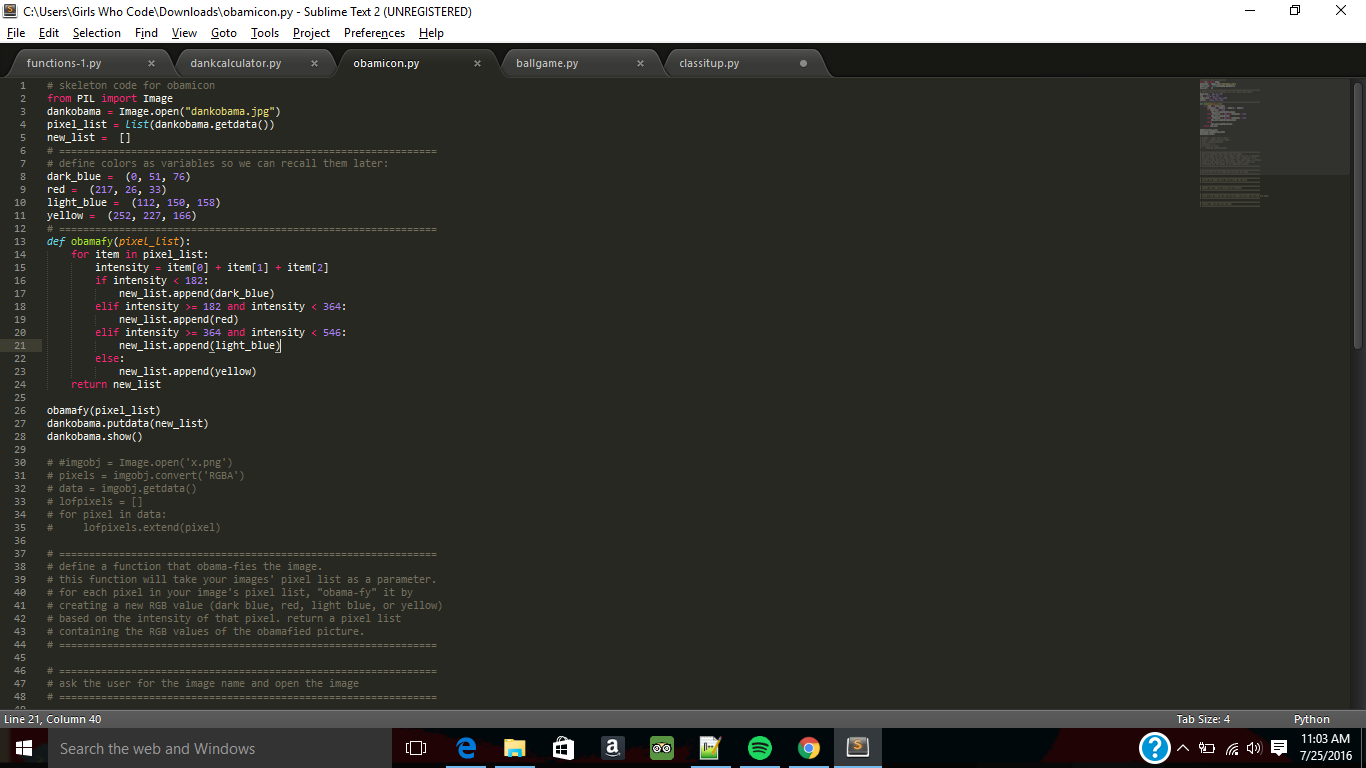 C:\Users\Girls Who Code\Downloads\obamicon.py - Sublime Text 2 (UNREGISTERED)
File Edit Selection Find View Goto Tools Project Preferences Help
functions-1.py dankcalculator.py obamicon.py ballgame.py classitup.py
1 # skeleton code for obamicon
2 from PIL import Image
3 dankobama = Image.open("dankobama.jpg")
4 pixel_list = list(dankobama.getdata())
5 new_list =  []
6 # ===============================================================
7 # define colors as variables so we can recall them later:
8 dark_blue =  (0, 51, 76)
9 red =  (217, 26, 33)
10 light_blue =  (112, 150, 158)
11 yellow =  (252, 227, 166)
12 # ===============================================================
13 def obamafy(pixel_list):
14     for item in pixel_list:
15         intensity = item[0] + item[1] + item[2]
16         if intensity < 182:
17             new_list.append(dark_blue)
18         elif intensity >= 182 and intensity < 364:
19             new_list.append(red)
20         elif intensity >= 364 and intensity < 546:
21             new_list.append(light_blue)
22         else:
23             new_list.append(yellow)
24     return new_list
25
26 obamafy(pixel_list)
27 dankobama.putdata(new_list)
28 dankobama.show()
29
30 # #imgobj = Image.open('x.png')
31 # pixels = imgobj.convert('RGBA')
32 # data = imgobj.getdata()
33 # lofpixels = []
34 # for pixel in data:
35 #     lofpixels.extend(pixel)
36
37 # ===============================================================
38 # define a function that obama-fies the image.
39 # this function will take your images' pixel list as a parameter.
40 # for each pixel in your image's pixel list, "obama-fy" it by
41 # creating a new RGB value (dark blue, red, light blue, or yellow)
42 # based on the intensity of that pixel. return a pixel list
43 # containing the RGB values of the obamafied picture.
44 # ===============================================================
45
46 # ===============================================================
47 # ask the user for the image name and open the image
48 # ===============================================================
Line 21, Column 40 Tab Size: 4 Python
Search the web and Windows
11:03 AM
7/25/2016